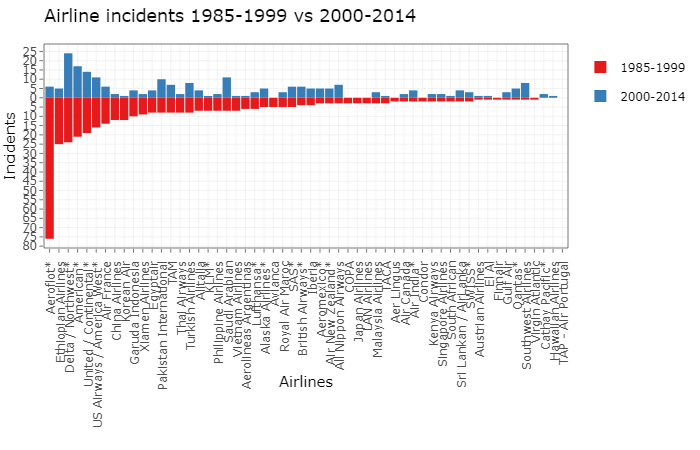 Airline incidents 1985-1999 vs 2000-2014
25
20
15
10
5
0
5
10
15
20
25
30
35
40
45
50
55
60
65
70
75
80
Incidents
1985-1999
2000-2014
Aeroflot*
Ethiopian Airlines
Delta / Northwest*
American*
United / Continental*
US Airways / America West*
Air France
China Airlines
Korean Air
Garuda Indonesia
Xiamen Airlines
Egyptair
Pakistan International
TAM
Thai Airways
Turkish Airlines
Alitalia
KLM*
Philippine Airlines
Saudi Arabian
Vietnam Airlines
Aerolineas Argentinas
Lufthansa*
Alaska Airlines*
Avianca
Royal Air Maroc
SAS*
British Airways*
Iberia
Aeromexico*
Air New Zealand*
All Nippon Airways
COPA
Japan Airlines
LAN Airlines
Malaysia Airlines
TACA
Aer Lingus
Air Canada
Air India*
Condor
Kenya Airways
Singapore Airlines
South African
Sri Lankan / AirLanka
SWISS*
Austrian Airlines
El Al
Finnair
Gulf Air
Qantas*
Southwest Airlines
Virgin Atlantic
Cathay Pacific*
Hawaiian Airlines
TAP - Air Portugal
Airlines